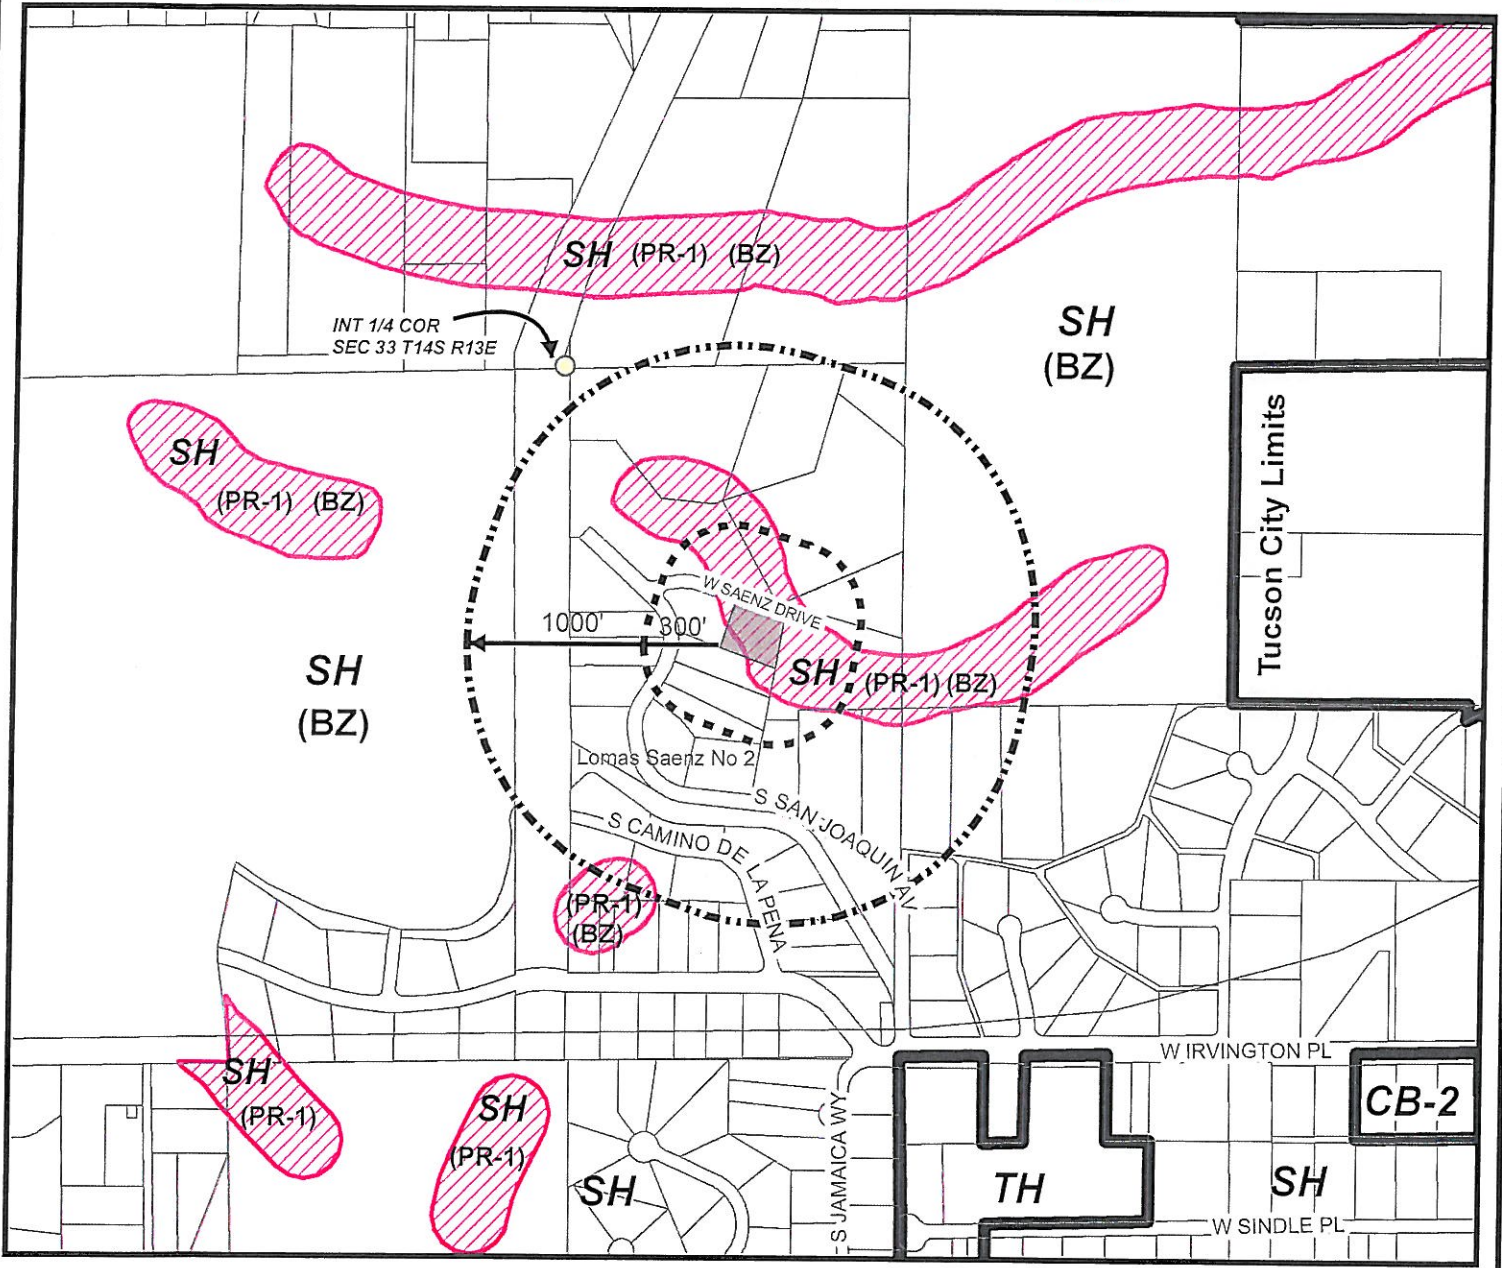 SH (PR-1) (BZ)
INT 1/4 COR
SEC 33 T14S R13E
SH
(BZ)
Tucson City Limits
SH
(PR-1) (BZ)
W SAENZ DRIVE
1000'
300'
SH
(PR-1) (BZ)
SH
(BZ)
Lomas Saenz No 2
S SAN JOAQUIN AV
S CAMINO DE LA PENA
(PR-1)
(BZ)
W IRVINGTON PL
SH
(PR-1)
SH
(PR-1)
CB-2
SH
TH
SH
S JAMAICA WY
W SINDLE PL